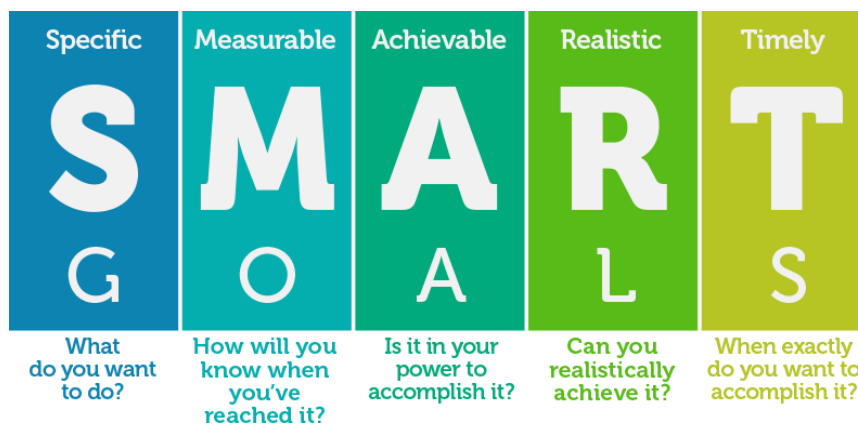 Specific Measurable Achievable Realistic Timely
S M A R T
G O A L S
What
do you want
to do?
How will you
know when
you've
reached it?
Is it in your
power to
accomplish it?
Can you
realistically
achieve it?
When exactly
do you want to
accomplish it?